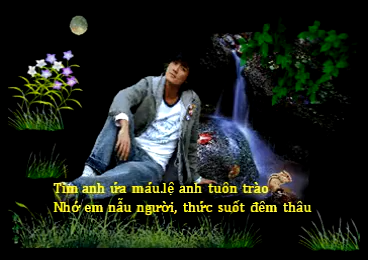 Tim anh ứa máu.lệ anh tuôn trào
Nhớ em nẫu người, thức suốt đêm thâu